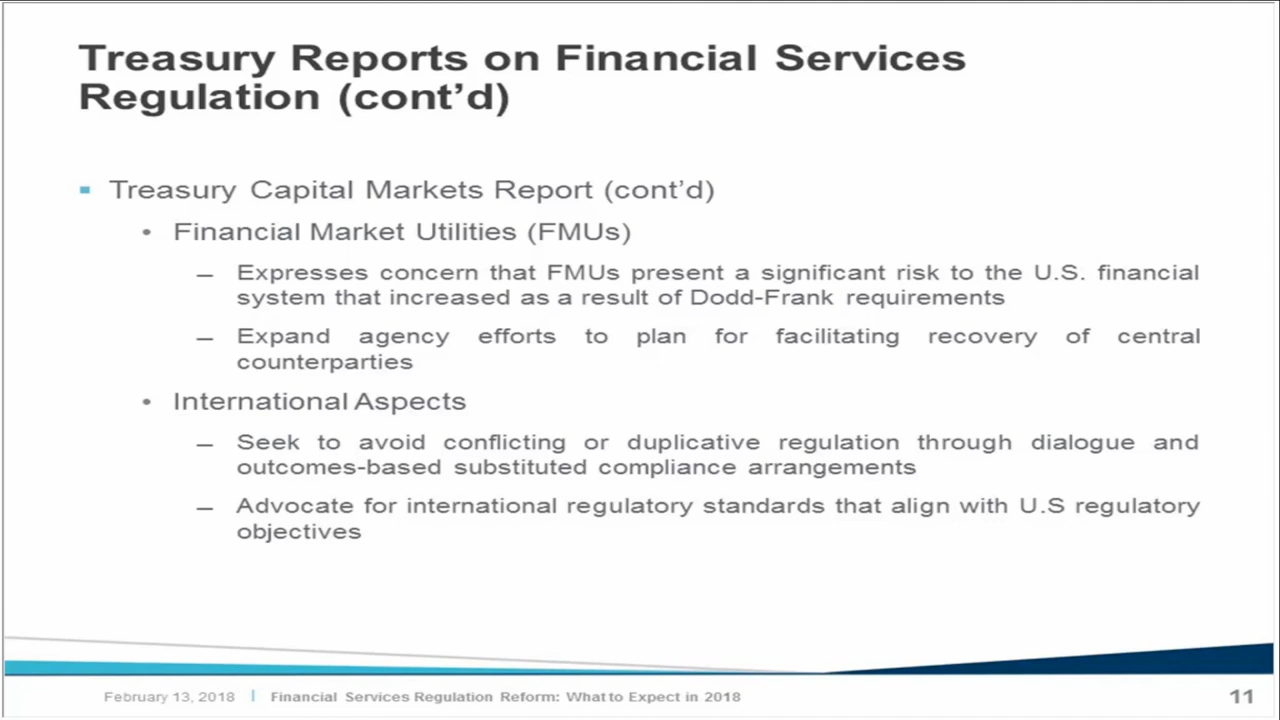 Treasury Reports on Financial Services
Regulation (cont’d)
Treasury Capital Markets Report (cont’d)
• Financial Market Utilities (FMUs)
– Expresses concern that FMUs present a significant risk to the U.S. financial
system that increased as a result of Dodd-Frank requirements
– Expand agency efforts to plan for facilitating recovery of central
counterparties
• International Aspects
– Seek to avoid conflicting or duplicative regulation through dialogue and
outcomes-based substituted compliance arrangements
– Advocate for international regulatory standards that align with U.S regulatory
objectives
February 13, 2018 | Financial Services Regulation Reform: What to Expect in 2018
11